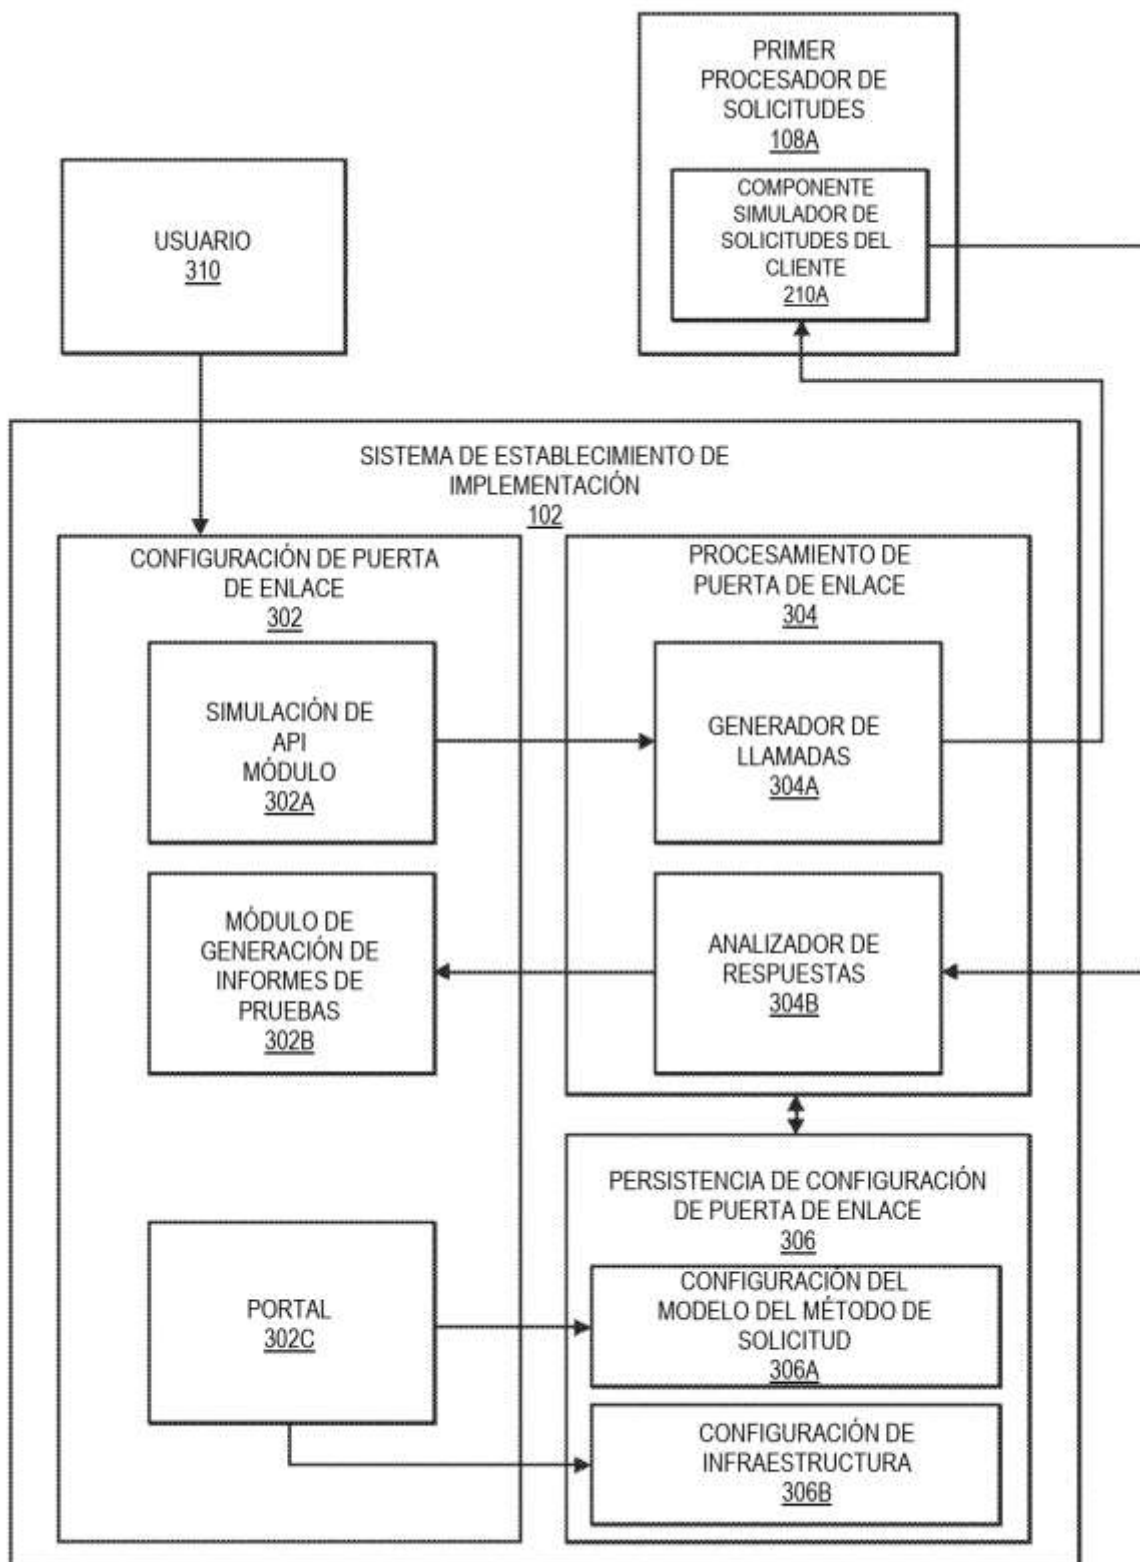 PRIMER
PROCESADOR DE
SOLICITUDES
108A
COMPONENTE
SIMULADOR DE
SOLICITUDES DEL
CLIENTE
210A
USUARIO
310
SISTEMA DE ESTABLECIMIENTO DE
IMPLEMENTACIÓN
102
CONFIGURACIÓN DE PUERTA
DE ENLACE
302
SIMULACIÓN DE
API
MÓDULO
302A
MÓDULO DE
GENERACIÓN DE
INFORMES DE
PRUEBAS
302B
PORTAL
302C
PROCESAMIENTO DE
PUERTA DE ENLACE
304
GENERADOR DE
LLAMADAS
304A
ANALIZADOR DE
RESPUESTAS
304B
PERSISTENCIA DE CONFIGURACIÓN
DE PUERTA DE ENLACE
306
CONFIGURACIÓN DEL
MODELO DEL MÉTODO DE
SOLICITUD
306A
CONFIGURACIÓN DE
INFRAESTRUCTURA
306B